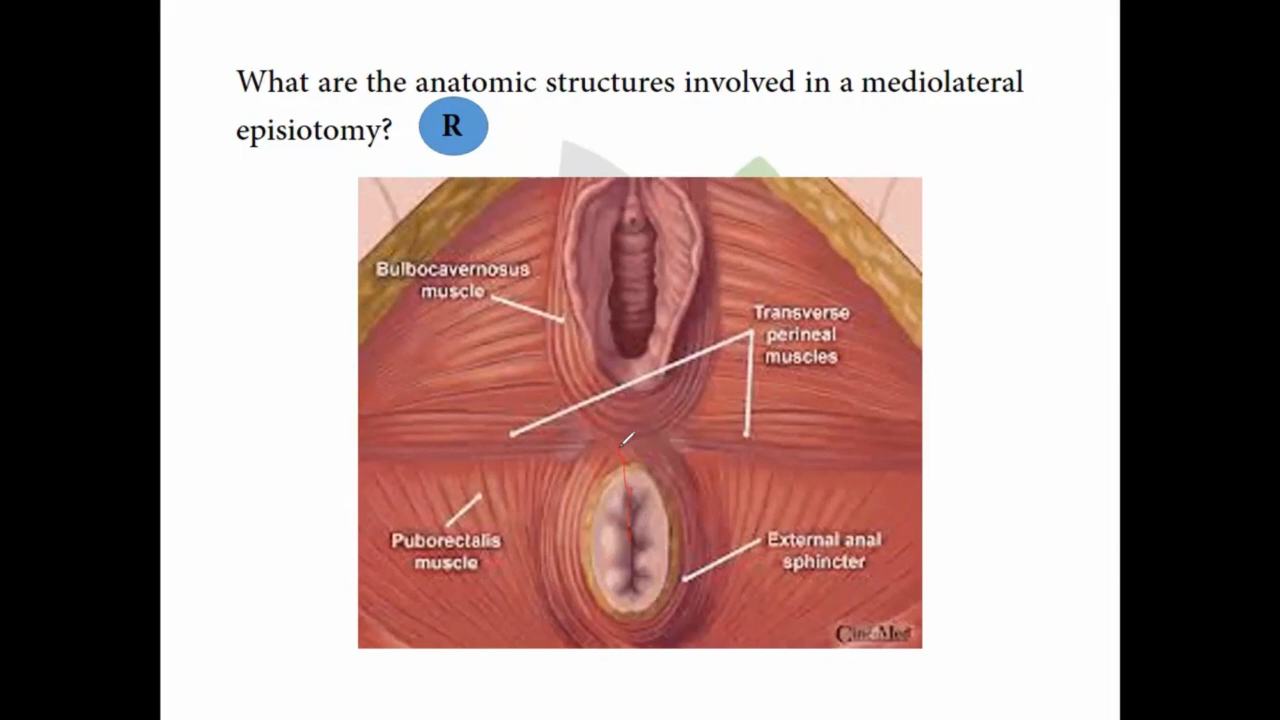 What are the anatomic structures involved in a mediolateral
episiotomy?
R
Bulbocavernosus
muscle
Transverse
perineal
muscles
Puborectalis
muscle
External anal
sphincter
CineMed